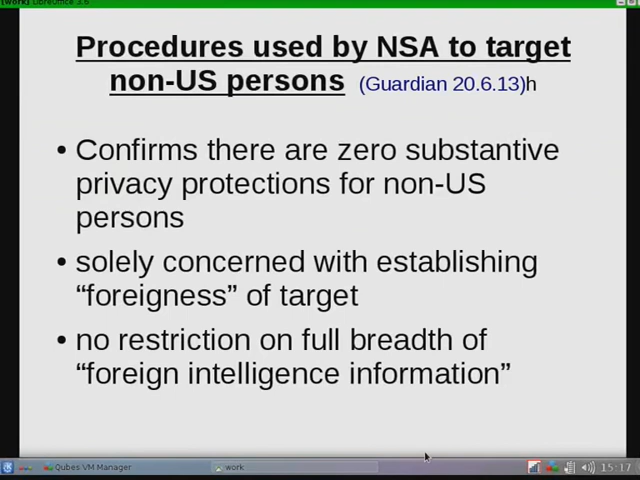 [work] LibreOffice 3.6
Procedures used by NSA to target
non-US persons (Guardian 20.6.13)h
• Confirms there are zero substantive
privacy protections for non-US
persons
• solely concerned with establishing
“foreigness” of target
• no restriction on full breadth of
“foreign intelligence information”
Qubes VM Manager work 15:17